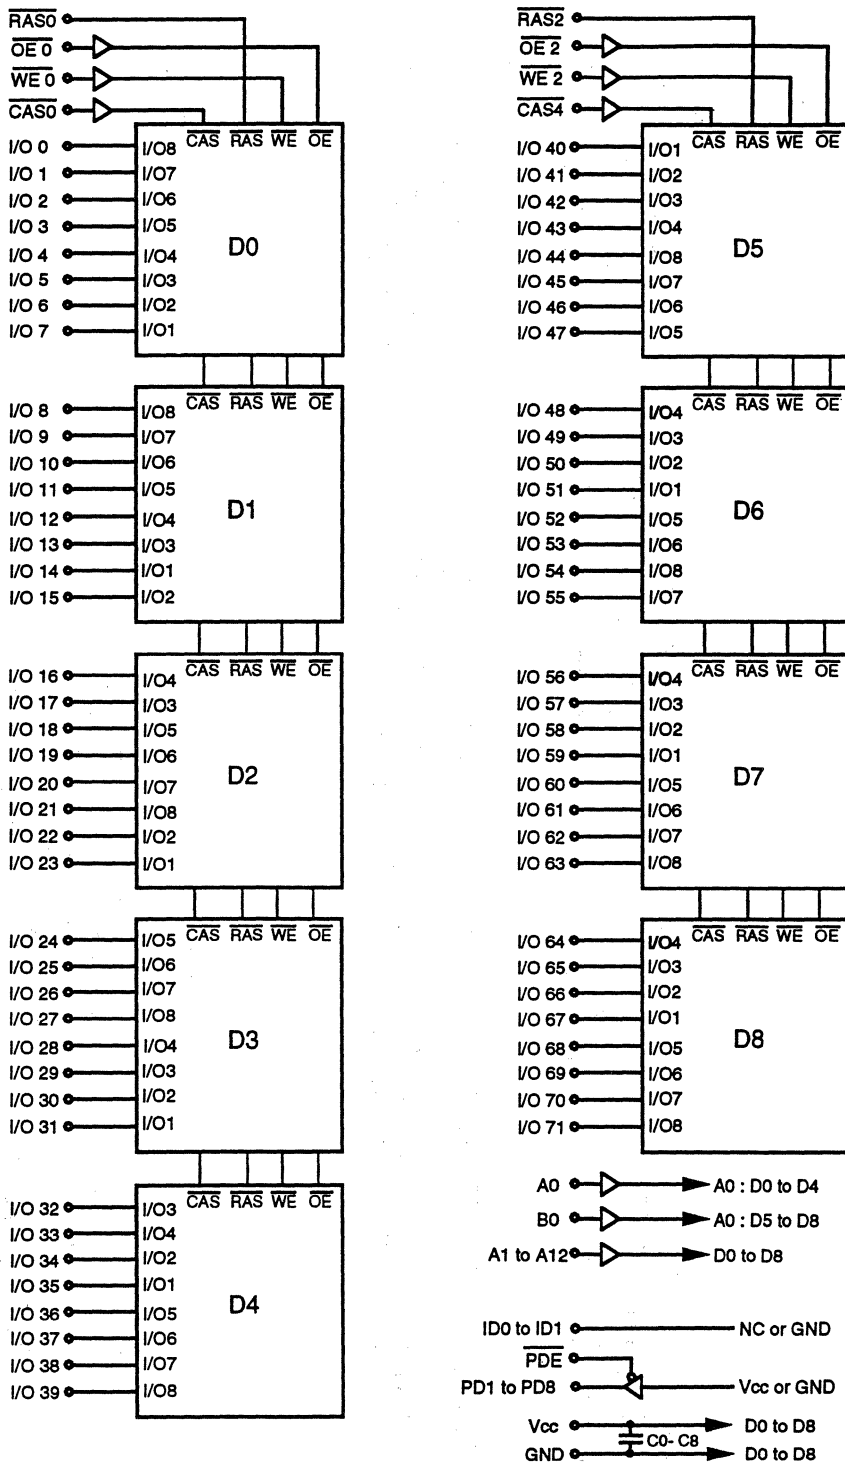 RAS0
OE 0
WE 0
CAS0
CAS RAS WE OE
I/O 0 I/O8
I/O 1 I/O7
I/O 2 I/O6
I/O 3 I/O5
D0
I/O 4 I/O4
I/O 5 I/O3
I/O 6 I/O2
I/O 7 I/O1
CAS RAS WE OE
I/O 8 I/O8
I/O 9 I/O7
I/O 10 I/O6
I/O 11 I/O5
D1
I/O 12 I/O4
I/O 13 I/O3
I/O 14 I/O1
I/O 15 I/O2
CAS RAS WE OE
I/O 16 I/O4
I/O 17 I/O3
I/O 18 I/O5
I/O 19 I/O6
D2
I/O 20 I/O7
I/O 21 I/O8
I/O 22 I/O2
I/O 23 I/O1
CAS RAS WE OE
I/O 24 I/O5
I/O 25 I/O6
I/O 26 I/O7
I/O 27 I/O8
D3
I/O 28 I/O4
I/O 29 I/O3
I/O 30 I/O2
I/O 31 I/O1
CAS RAS WE OE
I/O 32 I/O3
I/O 33 I/O4
I/O 34 I/O2
I/O 35 I/O1
D4
I/O 36 I/O5
I/O 37 I/O6
I/O 38 I/O7
I/O 39 I/O8
RAS2
OE 2
WE 2
CAS4
CAS RAS WE OE
I/O 40 I/O1
I/O 41 I/O2
I/O 42 I/O3
I/O 43 I/O4
D5
I/O 44 I/O8
I/O 45 I/O7
I/O 46 I/O6
I/O 47 I/O5
CAS RAS WE OE
I/O 48 I/O4
I/O 49 I/O3
I/O 50 I/O2
I/O 51 I/O1
D6
I/O 52 I/O5
I/O 53 I/O6
I/O 54 I/O8
I/O 55 I/O7
CAS RAS WE OE
I/O 56 I/O4
I/O 57 I/O3
I/O 58 I/O2
I/O 59 I/O1
D7
I/O 60 I/O5
I/O 61 I/O6
I/O 62 I/O7
I/O 63 I/O8
CAS RAS WE OE
I/O 64 I/O4
I/O 65 I/O3
I/O 66 I/O2
I/O 67 I/O1
D8
I/O 68 I/O5
I/O 69 I/O6
I/O 70 I/O7
I/O 71 I/O8
A0 A0 : D0 to D4
B0 A0 : D5 to D8
A1 to A12 D0 to D8
ID0 to ID1 NC or GND
PDE
PD1 to PD8 Vcc or GND
Vcc D0 to D8
C0- C8
GND D0 to D8